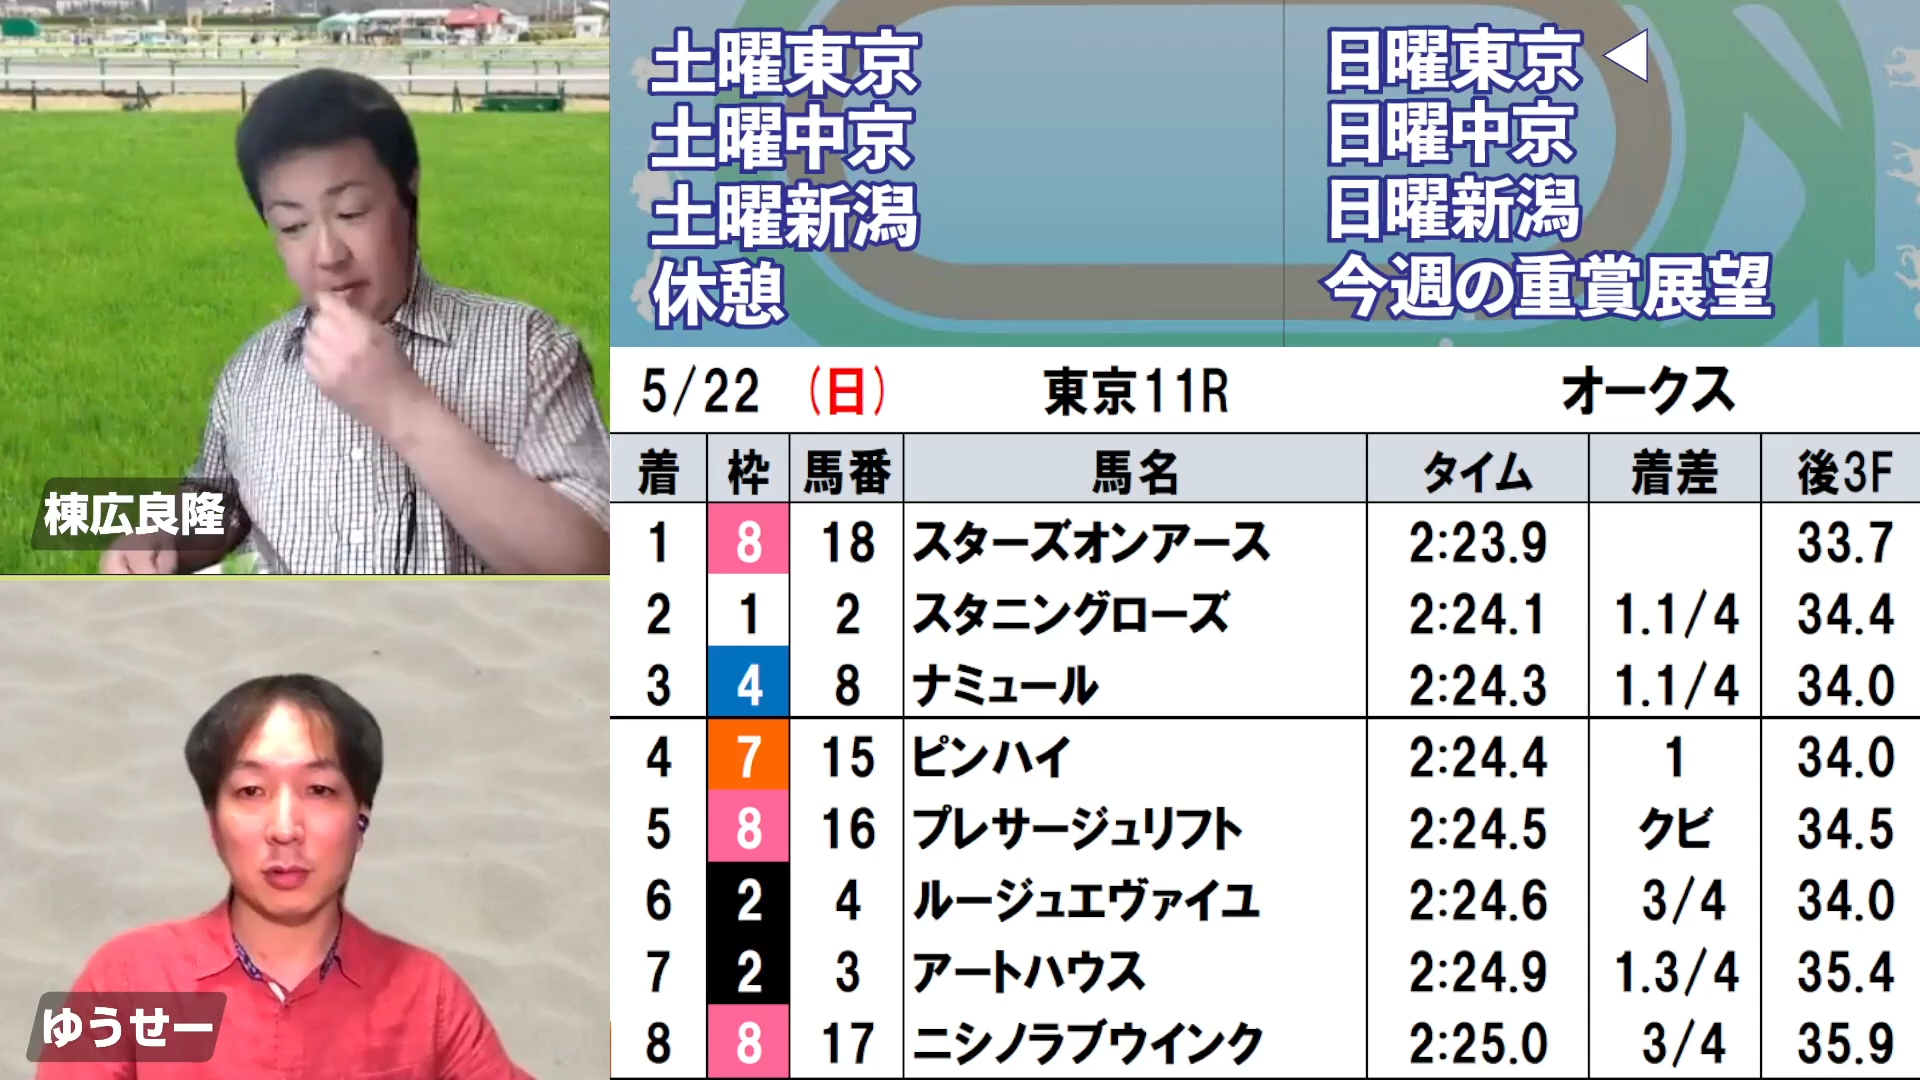 土曜東京
土曜中京
土曜新潟
休憩
日曜東京
日曜中京
日曜新潟
今週の重賞展望
棟広良隆
ゆうせー
5/22 (日) 東京11R オークス
着 枠 馬番 馬名 タイム 着差 後3F
1 8 18 スターズオンアース 2:23.9 33.7
2 1 2 スタニングローズ 2:24.1 1.1/4 34.4
3 4 8 ナミュール 2:24.3 1.1/4 34.0
4 7 15 ピンハイ 2:24.4 1 34.0
5 8 16 プレサージュリフト 2:24.5 クビ 34.5
6 2 4 ルージュエヴァイユ 2:24.6 3/4 34.0
7 2 3 アートハウス 2:24.9 1.3/4 35.4
8 8 17 ニシノラブウインク 2:25.0 3/4 35.9